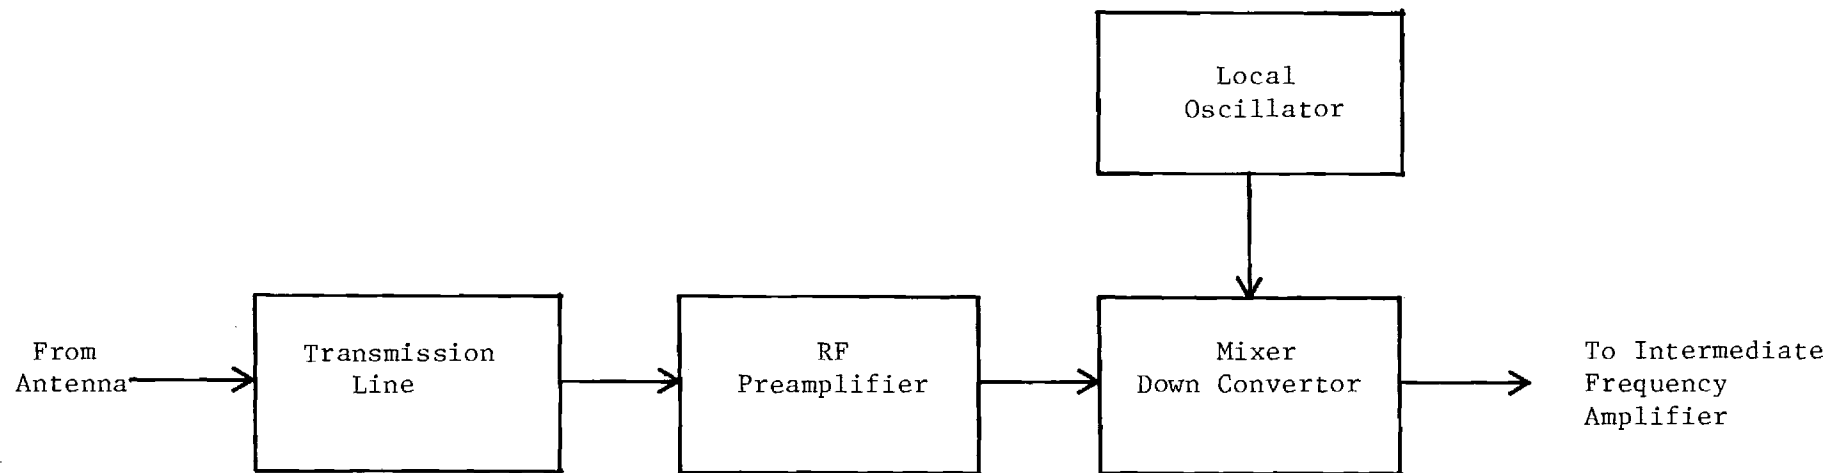 Local
Oscillator
From
Antenna
Transmission
Line
RF
Preamplifier
Mixer
Down Convertor
To Intermediate
Frequency
Amplifier